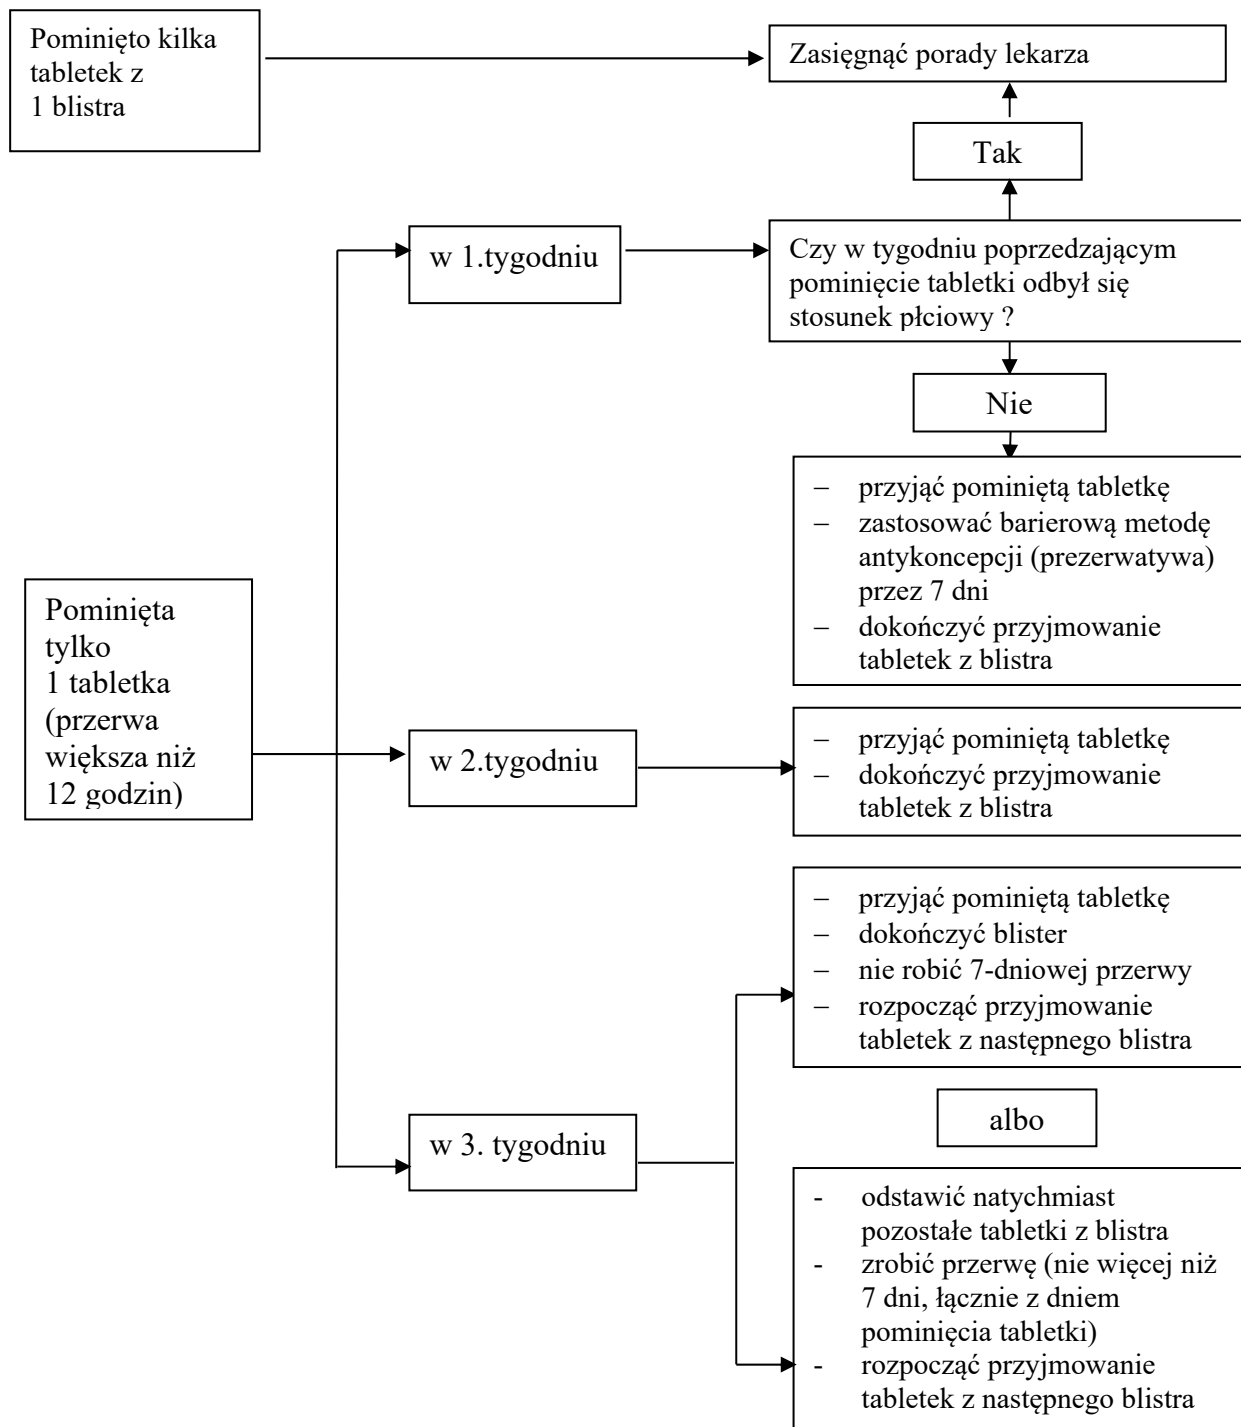 Pominięto kilka
tabletek z
1 blistra
Zasięgnąć porady lekarza
Tak
w 1.tygodniu
Czy w tygodniu poprzedzającym
pominięcie tabletki odbył się
stosunek płciowy ?
Nie
– przyjąć pominiętą tabletkę
– zastosować barierową metodę
antykoncepcji (prezerwatywa)
przez 7 dni
– dokończyć przyjmowanie
tabletek z blistra
Pominięta
tylko
1 tabletka
(przerwa
większa niż
12 godzin)
w 2.tygodniu
– przyjąć pominiętą tabletkę
– dokończyć przyjmowanie
tabletek z blistra
w 3. tygodniu
– przyjąć pominiętą tabletkę
– dokończyć blister
– nie robić 7-dniowej przerwy
– rozpocząć przyjmowanie
tabletek z następnego blistra
albo
- odstawić natychmiast
pozostałe tabletki z blistra
- zrobić przerwę (nie więcej niż
7 dni, łącznie z dniem
pominięcia tabletki)
- rozpocząć przyjmowanie
tabletek z następnego blistra